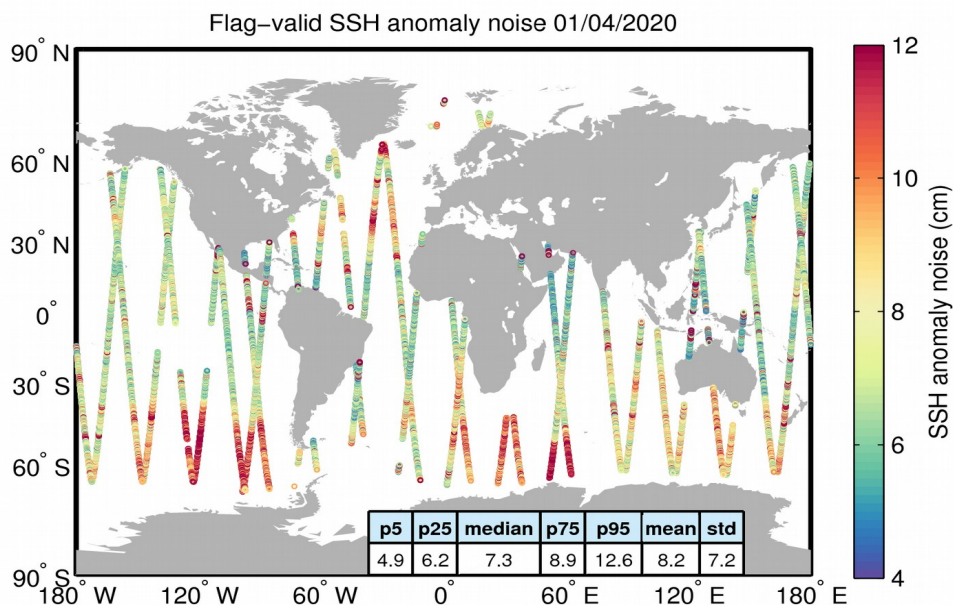 Flag−valid SSH anomaly noise 01/04/2020
90° N
60° N
30° N
0°
30° S
60° S
90° S
180° W
120° W
60° W
0°
60° E
120° E
180° E
12
10
8
6
4
SSH anomaly noise (cm)
p5 p25 median p75 p95 mean std
4.9 6.2 7.3 8.9 12.6 8.2 7.2